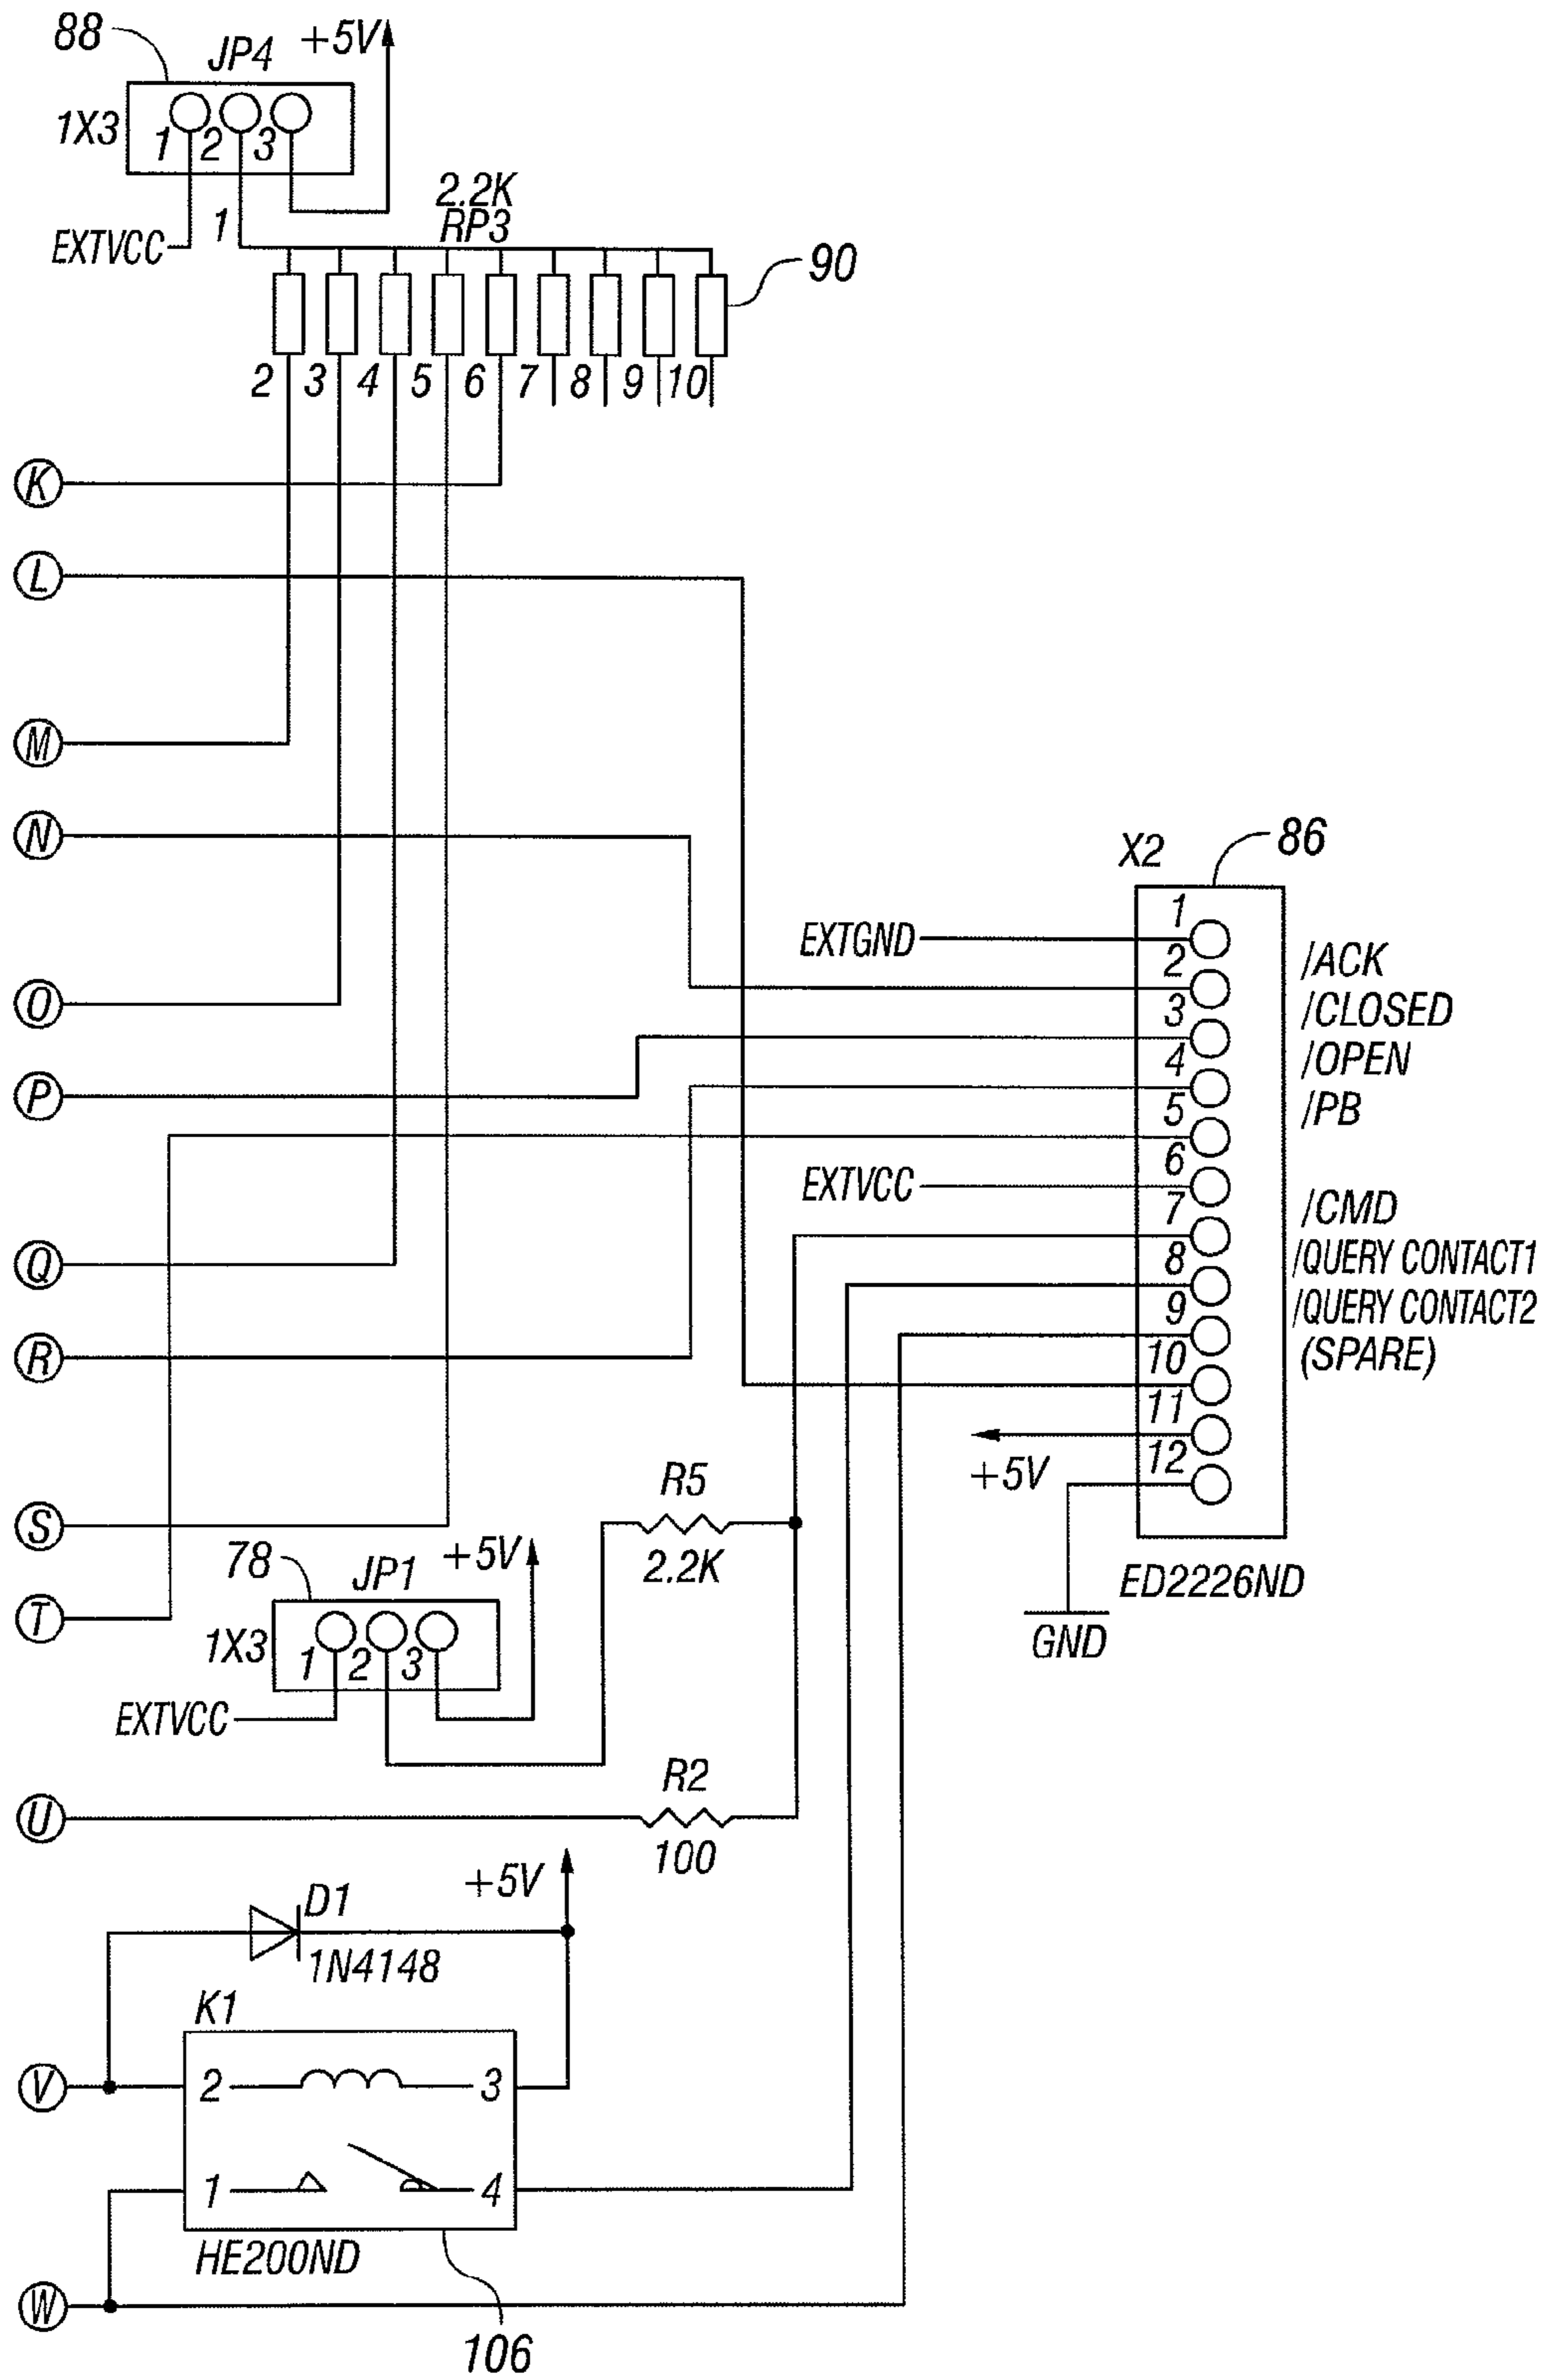 88
JP4
+5V
1X3
1 2 3
EXTVCC
1
2.2K
RP3
90
2 3 4 5 6 7 8 9 10
K
L
M
N
86
X2
1
EXTGND
2
/ACK
O
3
/CLOSED
4
/OPEN
P
5
/PB
6
EXTVCC
7
/CMD
Q
8
/QUERY CONTACT1
9
/QUERY CONTACT2
R
10
(SPARE)
11
12
+5V
R5
S
78
JP1
+5V
2.2K
ED2226ND
T
1X3
1 2 3
GND
EXTVCC
R2
U
100
+5V
D1
1N4148
K1
V
2
3
1
4
HE200ND
W
106